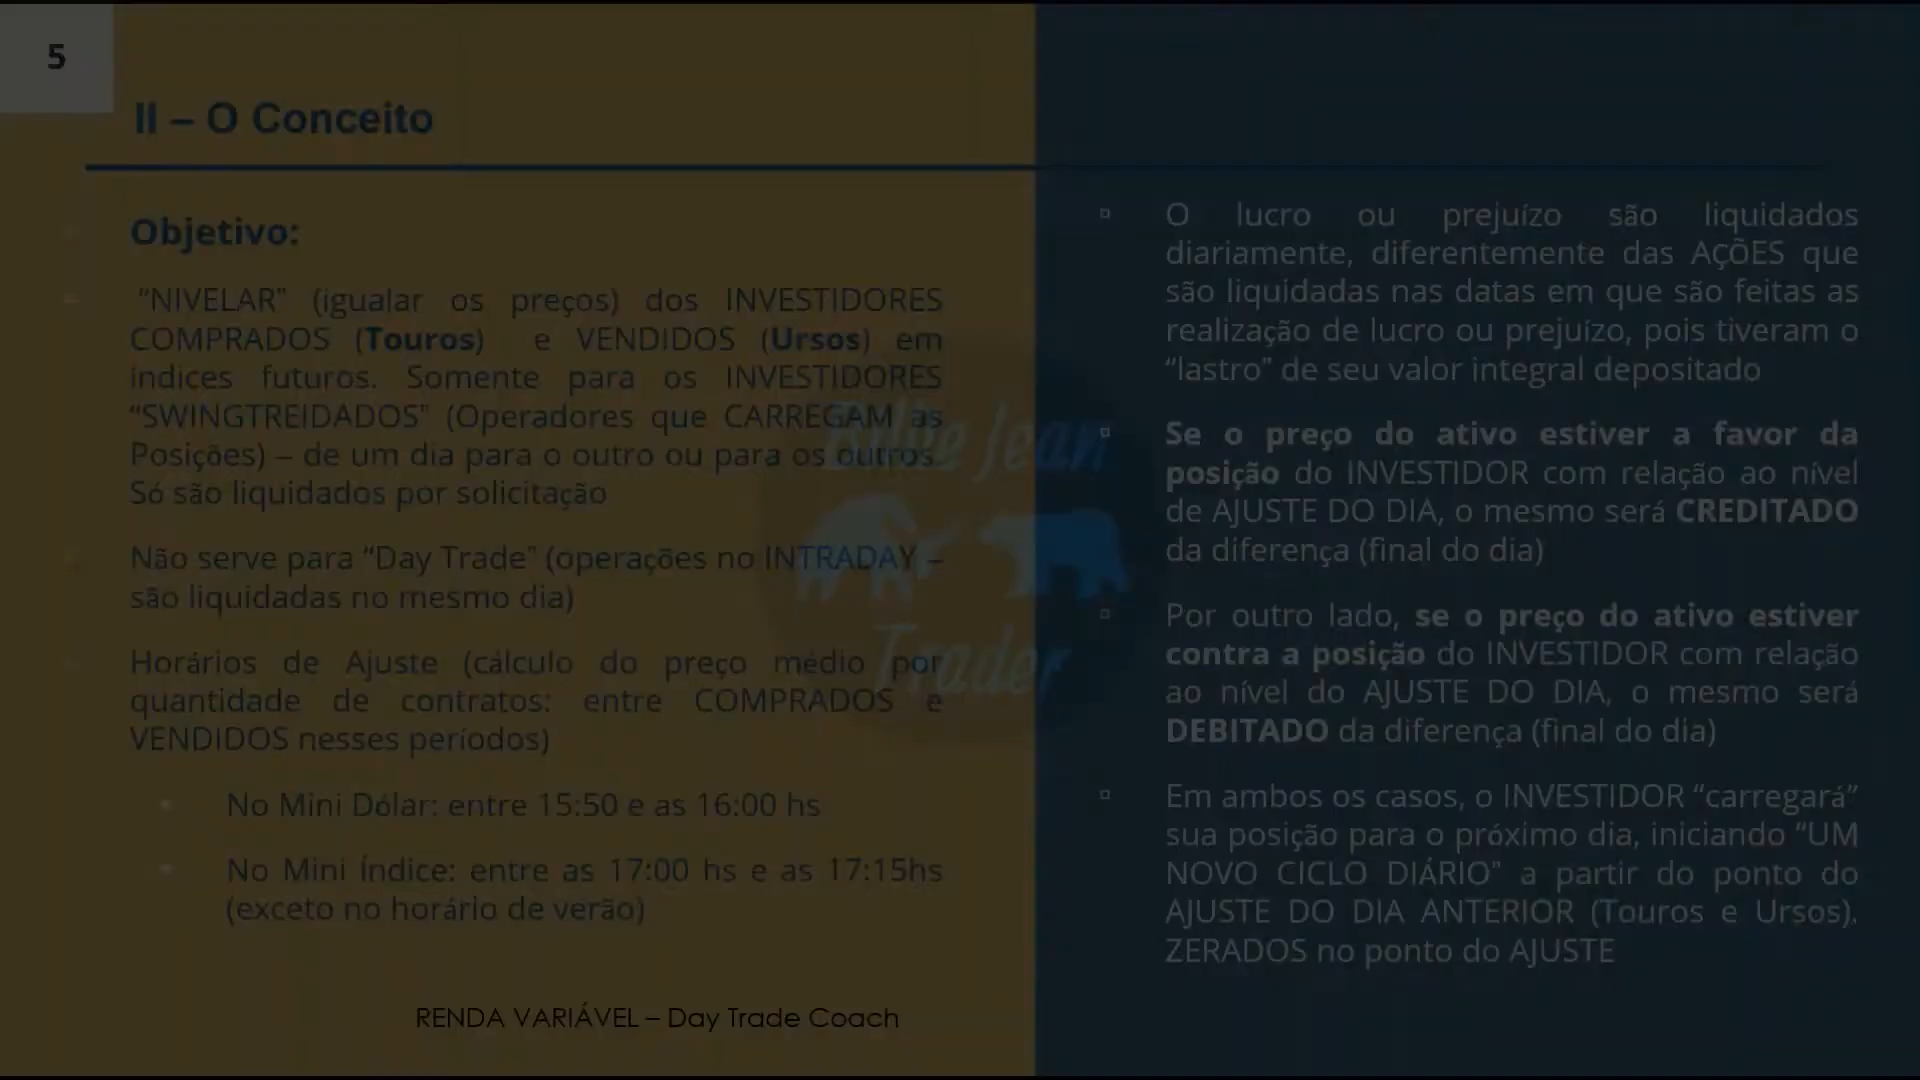 5
II – O Conceito
Objetivo:
“NIVELAR” (igualar os preços) dos INVESTIDORES
COMPRADOS (Touros) e VENDIDOS (Ursos) em
indices futuros. Somente para os INVESTIDORES
“SWINGTREIDADOS” (Operadores que CARREGAM as
Posições) – de um dia para o outro ou para os outros.
Só são liquidados por solicitação
Não serve para “Day Trade” (operações no INTRADAY –
são liquidadas no mesmo dia)
Horários de Ajuste (cálculo do preço médio por
quantidade de contratos: entre COMPRADOS e
VENDIDOS nesses períodos)
No Mini Dólar: entre 15:50 e as 16:00 hs
No Mini Índice: entre as 17:00 hs e as 17:15hs
(exceto no horário de verão)
RENDA VARIÁVEL – Day Trade Coach
Billie Jean
Trader
O lucro ou prejuízo são liquidados
diariamente, diferentemente das AÇÕES que
são liquidadas nas datas em que são feitas as
realização de lucro ou prejuízo, pois tiveram o
“lastro” de seu valor integral depositado
Se o preço do ativo estiver a favor da
posição do INVESTIDOR com relação ao nível
de AJUSTE DO DIA, o mesmo será CREDITADO
da diferença (final do dia)
Por outro lado, se o preço do ativo estiver
contra a posição do INVESTIDOR com relação
ao nível do AJUSTE DO DIA, o mesmo será
DEBITADO da diferença (final do dia)
Em ambos os casos, o INVESTIDOR “carregará”
sua posição para o próximo dia, iniciando “UM
NOVO CICLO DIÁRIO” a partir do ponto do
AJUSTE DO DIA ANTERIOR (Touros e Ursos).
ZERADOS no ponto do AJUSTE